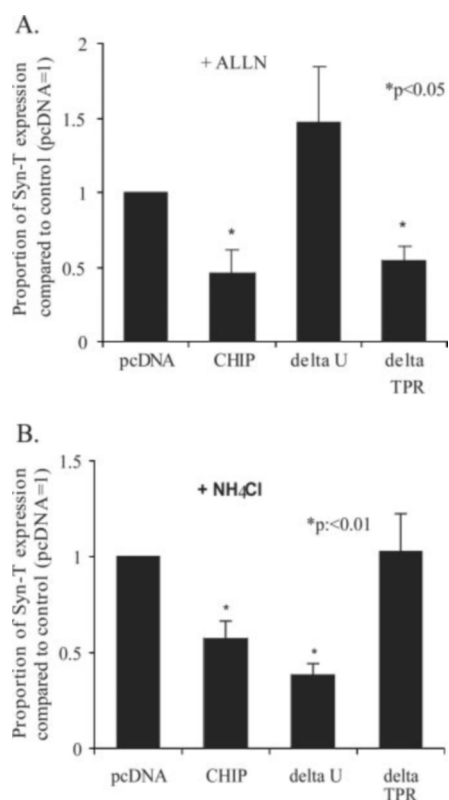 A.
Proportion of Syn-T expression
compared to control (pcDNA=1)
2
1.5
1
0.5
0
+ ALLN
*p<0.05
*
*
pcDNA
CHIP
delta U
delta
TPR
B.
Proportion of Syn-T expression
compared to control (pcDNA=1)
1.5
1
0.5
0
+ NH4Cl
*p:<0.01
*
*
pcDNA
CHIP
delta U
delta
TPR